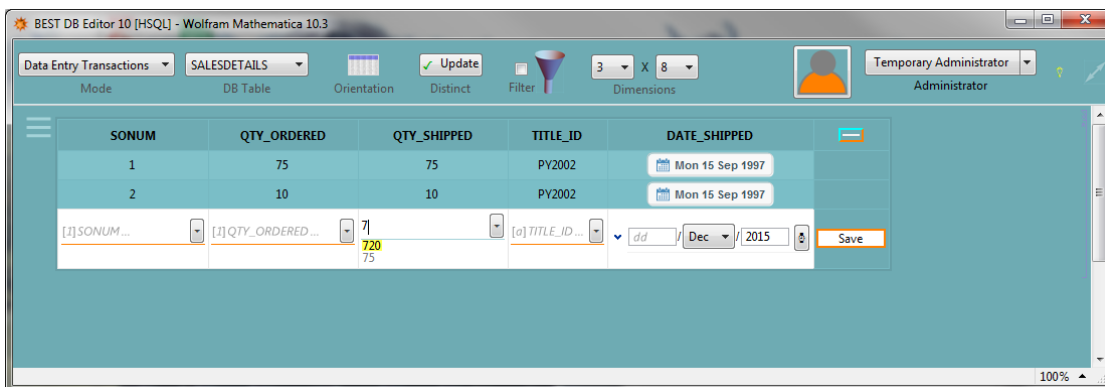 BEST DB Editor 10 [HSQL] - Wolfram Mathematica 10.3
Data Entry Transactions SALESDETAILS Update 3 X 8 Temporary Administrator
Mode DB Table Orientation Distinct Filter Dimensions Administrator
SONUM QTY_ORDERED QTY_SHIPPED TITLE_ID DATE_SHIPPED
1 75 75 PY2002 Mon 15 Sep 1997
2 10 10 PY2002 Mon 15 Sep 1997
[1] SONUM... [1] QTY_ORDERED... 7 [a] TITLE_ID... dd / Dec / 2015 Save
720
75
100%